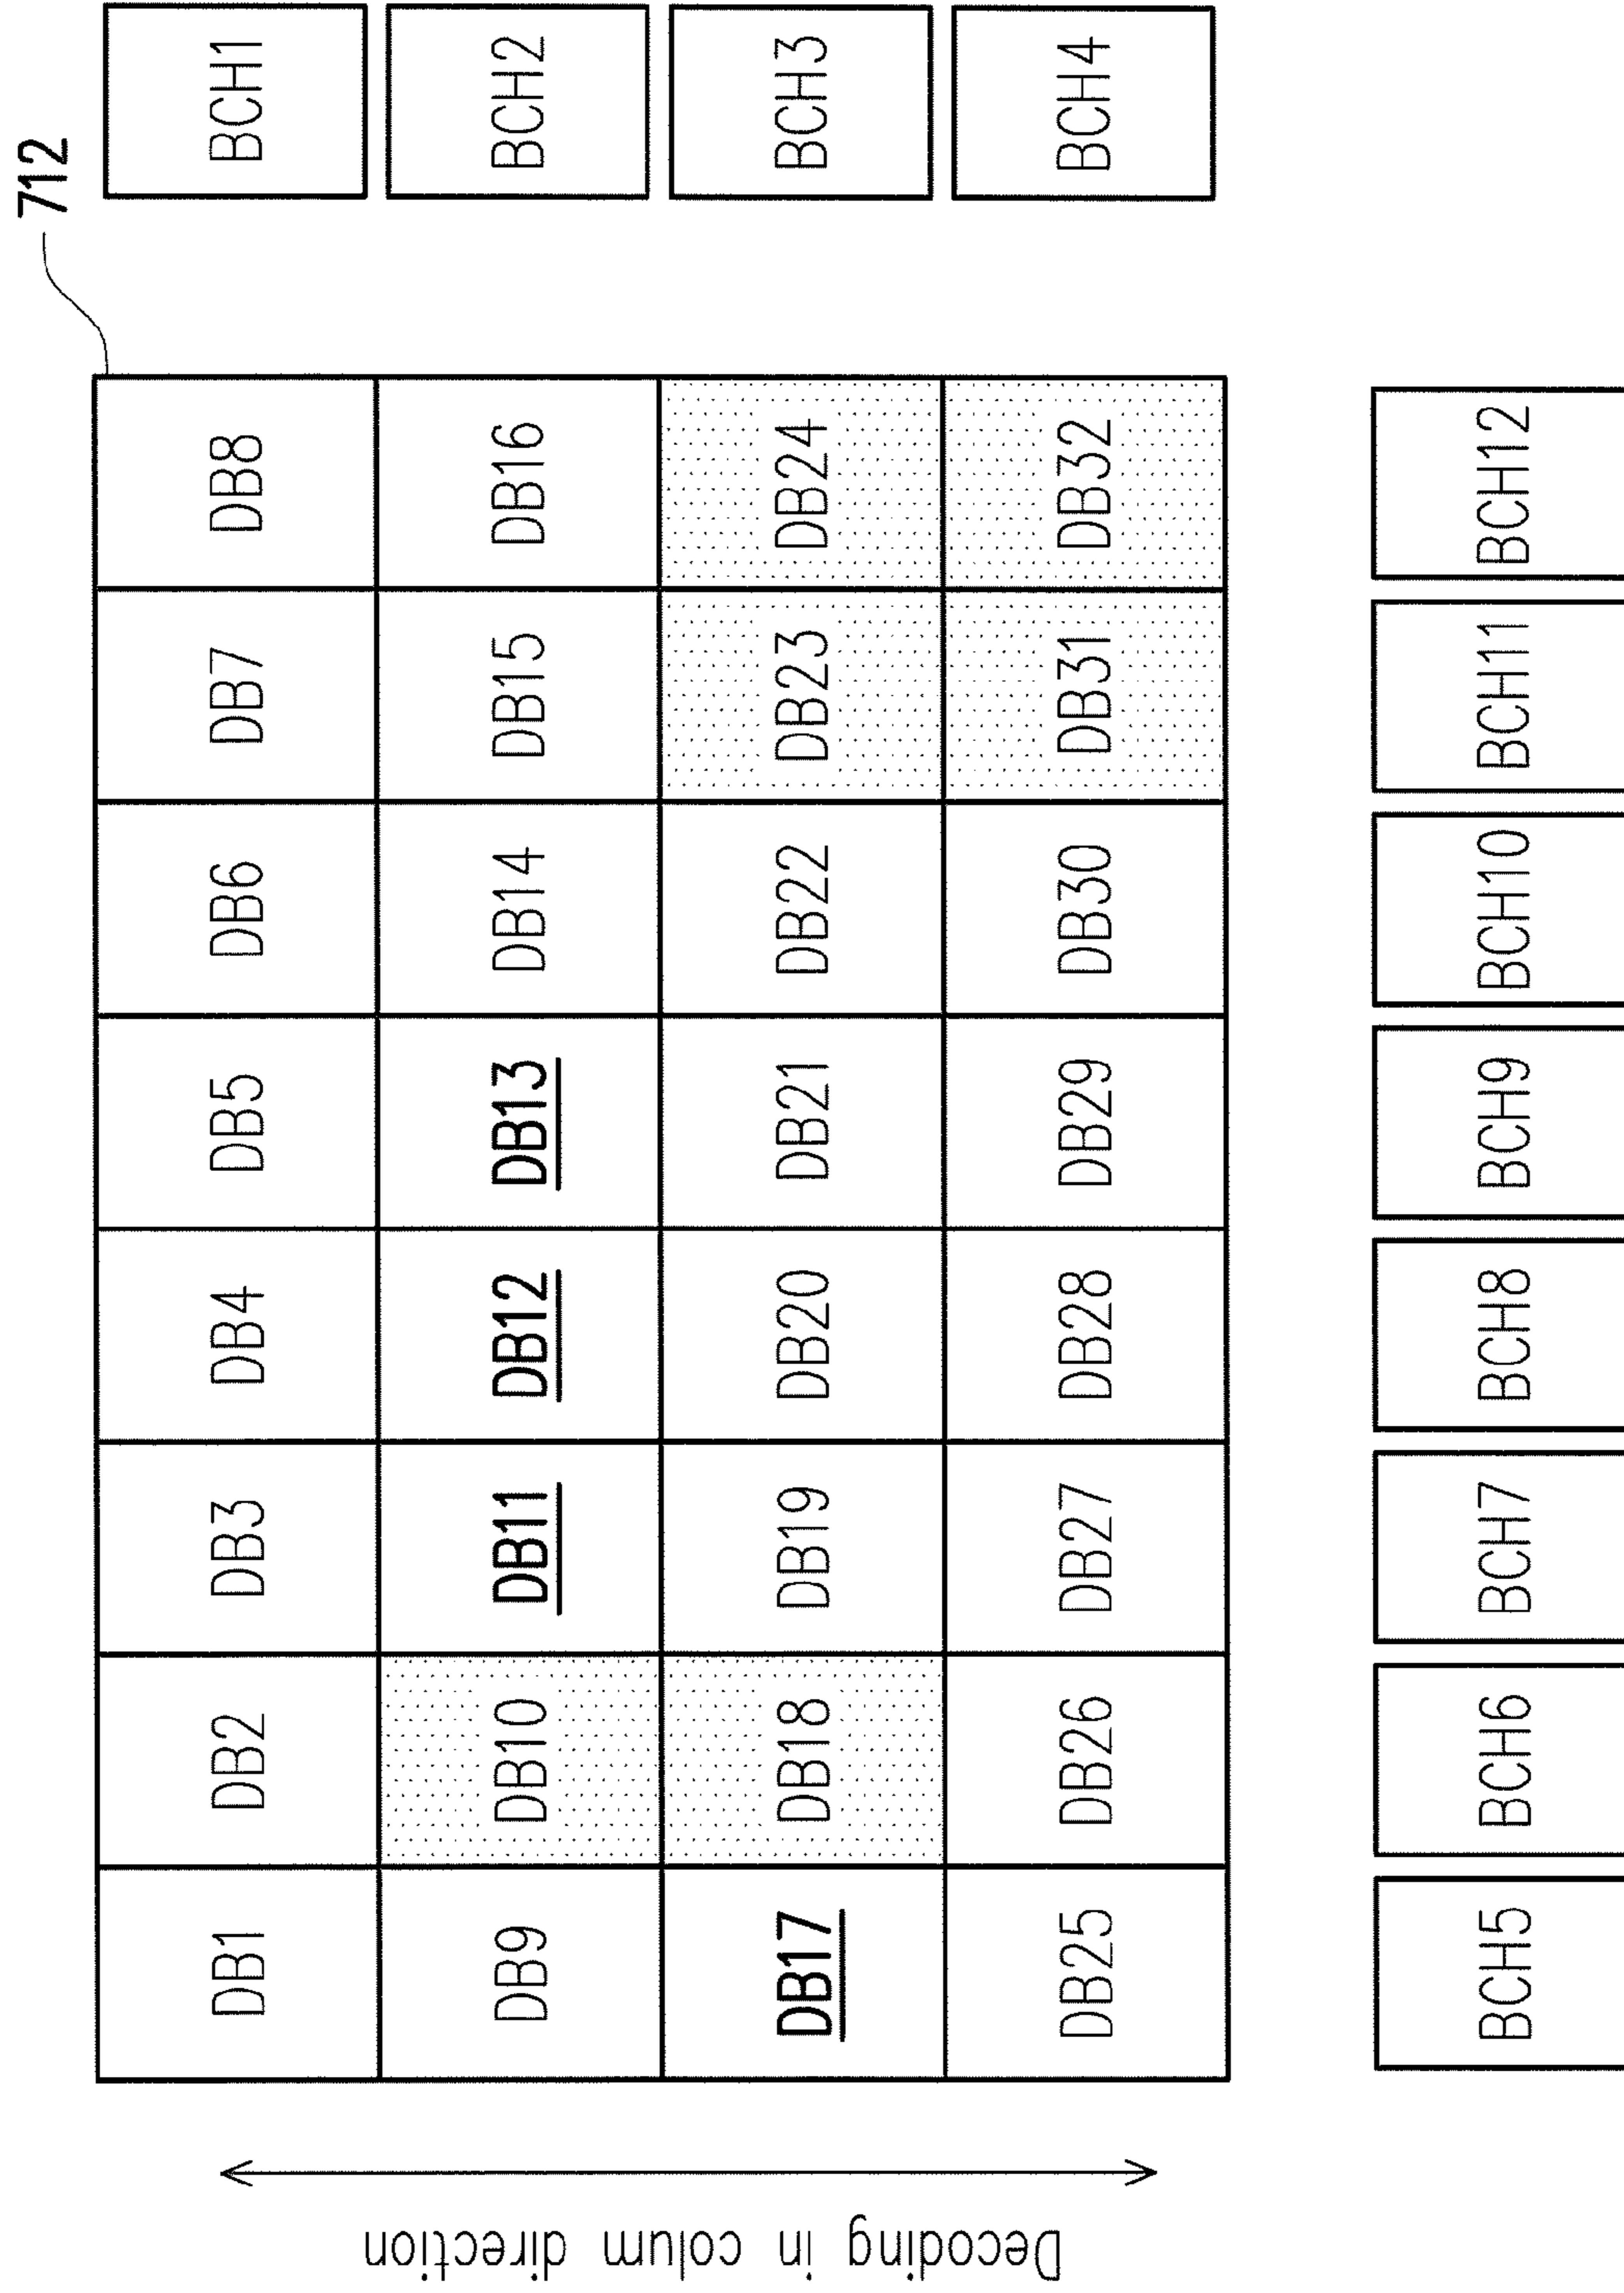 712
DB1 DB2 DB3 DB4 DB5 DB6 DB7 DB8 BCH1
DB9 DB10 DB11 DB12 DB13 DB14 DB15 DB16 BCH2
DB17 DB18 DB19 DB20 DB21 DB22 DB23 DB24 BCH3
DB25 DB26 DB27 DB28 DB29 DB30 DB31 DB32 BCH4
BCH5 BCH6 BCH7 BCH8 BCH9 BCH10 BCH11 BCH12
Decoding in colum direction